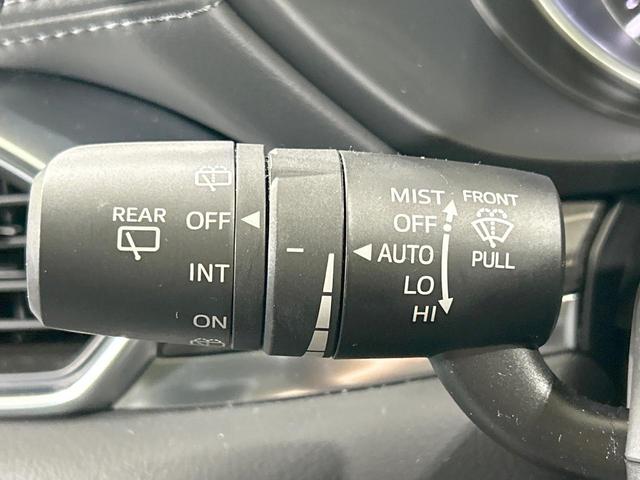 REAR
OFF
INT
ON
MIST
OFF
AUTO
LO
HI
FRONT
PULL